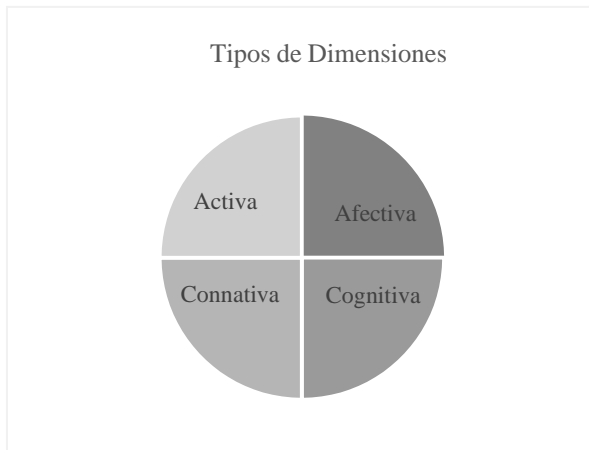 Tipos de Dimensiones
Activa
Afectiva
Connativa
Cognitiva